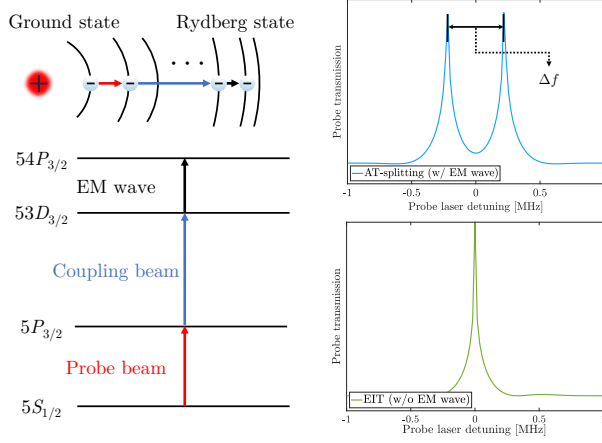 Ground state
Rydberg state
+
− − − −
54P3/2
EM wave
53D3/2
Coupling beam
5P3/2
Probe beam
5S1/2
Probe transmission
Δf
AT-splitting (w/ EM wave)
-1 -0.5 0 0.5
Probe laser detuning [MHz]
Probe transmission
EIT (w/o EM wave)
-1 -0.5 0 0.5
Probe laser detuning [MHz]